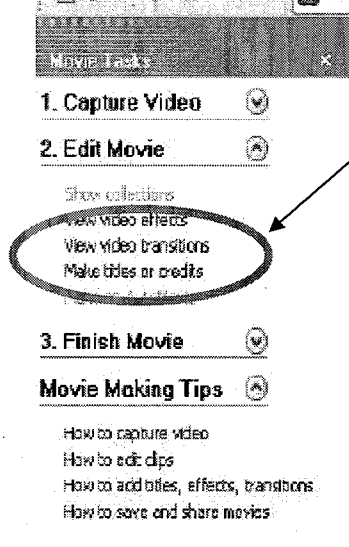 Movie Tasks
1. Capture Video
2. Edit Movie
Show collections
View video effects
View video transitions
Make titles or credits
3. Finish Movie
Movie Making Tips
How to capture video
How to edit clips
How to add titles, effects, transitions
How to save and share movies